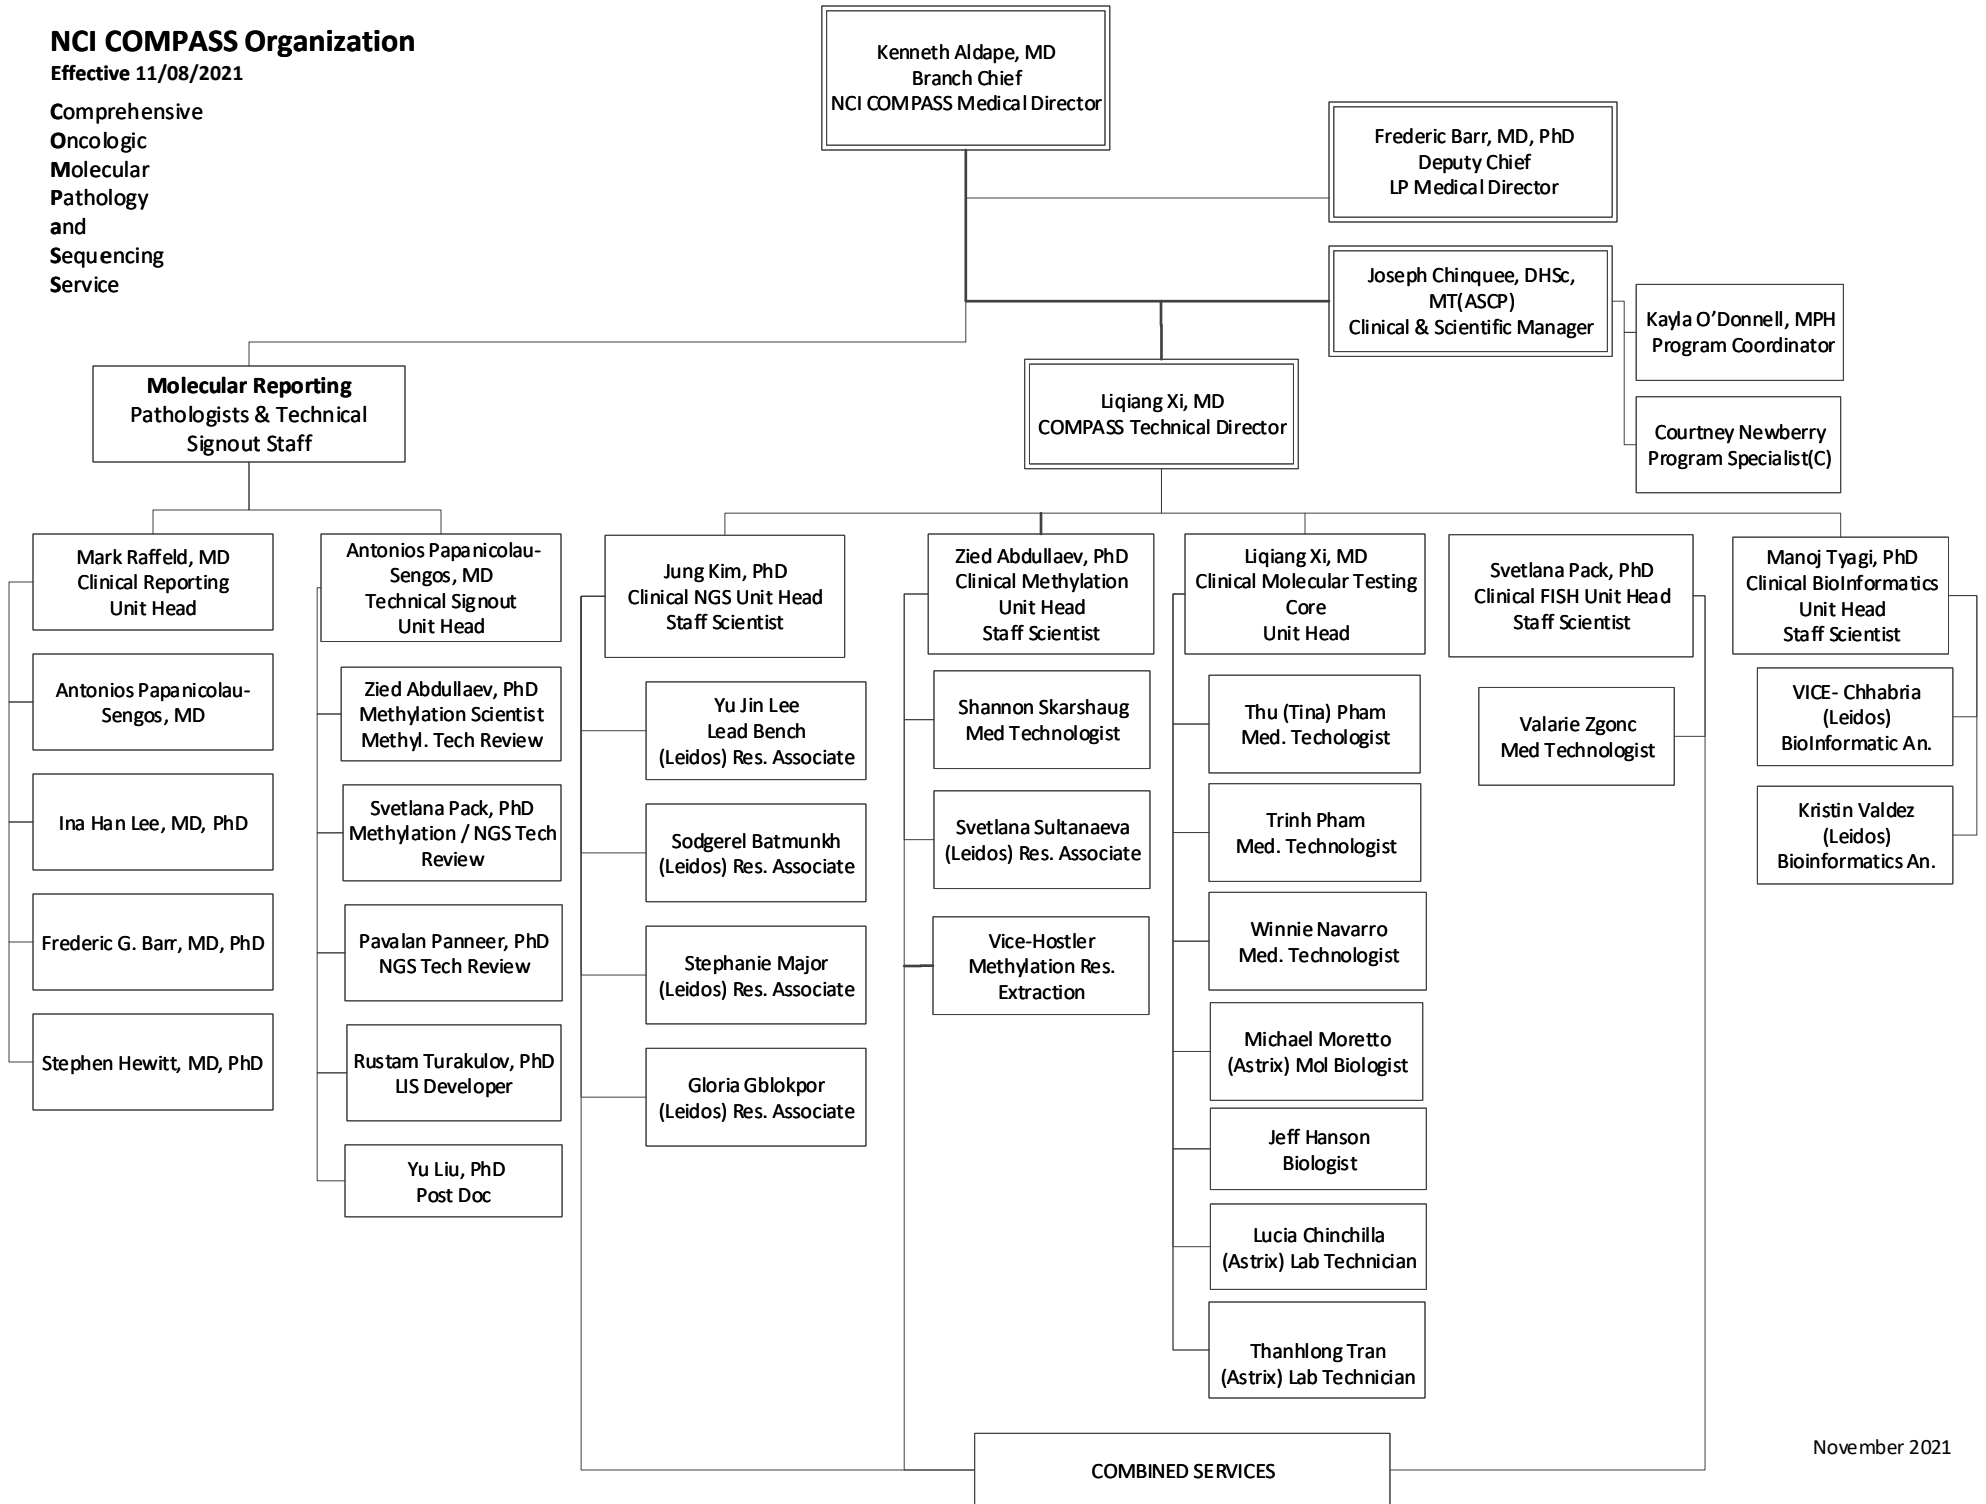 NCI COMPASS Organization
Effective 11/08/2021
Comprehensive
Oncologic
Molecular
Pathology
and
Sequencing
Service
Kenneth Aldape, MD
Branch Chief
NCI COMPASS Medical Director
Frederic Barr, MD, PhD
Deputy Chief
LP Medical Director
Joseph Chinquee, DHSc,
MT(ASCP)
Clinical & Scientific Manager
Kayla O’Donnell, MPH
Program Coordinator
Courtney Newberry
Program Specialist(C)
Liqiang Xi, MD
COMPASS Technical Director
Molecular Reporting
Pathologists & Technical
Signout Staff
Mark Raffeld, MD
Clinical Reporting
Unit Head
Antonios Papanicolau-
Sengos, MD
Ina Han Lee, MD, PhD
Frederic G. Barr, MD, PhD
Stephen Hewitt, MD, PhD
Antonios Papanicolau-
Sengos, MD
Technical Signout
Unit Head
Zied Abdullaev, PhD
Methylation Scientist
Methyl. Tech Review
Svetlana Pack, PhD
Methylation / NGS Tech
Review
Pavalan Panneer, PhD
NGS Tech Review
Rustam Turakulov, PhD
LIS Developer
Yu Liu, PhD
Post Doc
Jung Kim, PhD
Clinical NGS Unit Head
Staff Scientist
Yu Jin Lee
Lead Bench
(Leidos) Res. Associate
Sodgerel Batmunkh
(Leidos) Res. Associate
Stephanie Major
(Leidos) Res. Associate
Gloria Gblokpor
(Leidos) Res. Associate
Zied Abdullaev, PhD
Clinical Methylation
Unit Head
Staff Scientist
Shannon Skarshaug
Med Technologist
Svetlana Sultanaeva
(Leidos) Res. Associate
Vice-Hostler
Methylation Res.
Extraction
Liqiang Xi, MD
Clinical Molecular Testing
Core
Unit Head
Thu (Tina) Pham
Med. Techologist
Trinh Pham
Med. Technologist
Winnie Navarro
Med. Technologist
Michael Moretto
(Astrix) Mol Biologist
Jeff Hanson
Biologist
Lucia Chinchilla
(Astrix) Lab Technician
Thanhlong Tran
(Astrix) Lab Technician
Svetlana Pack, PhD
Clinical FISH Unit Head
Staff Scientist
Valarie Zgonc
Med Technologist
Manoj Tyagi, PhD
Clinical BioInformatics
Unit Head
Staff Scientist
VICE- Chhabria
(Leidos)
BioInformatic An.
Kristin Valdez
(Leidos)
Bioinformatics An.
COMBINED SERVICES
November 2021